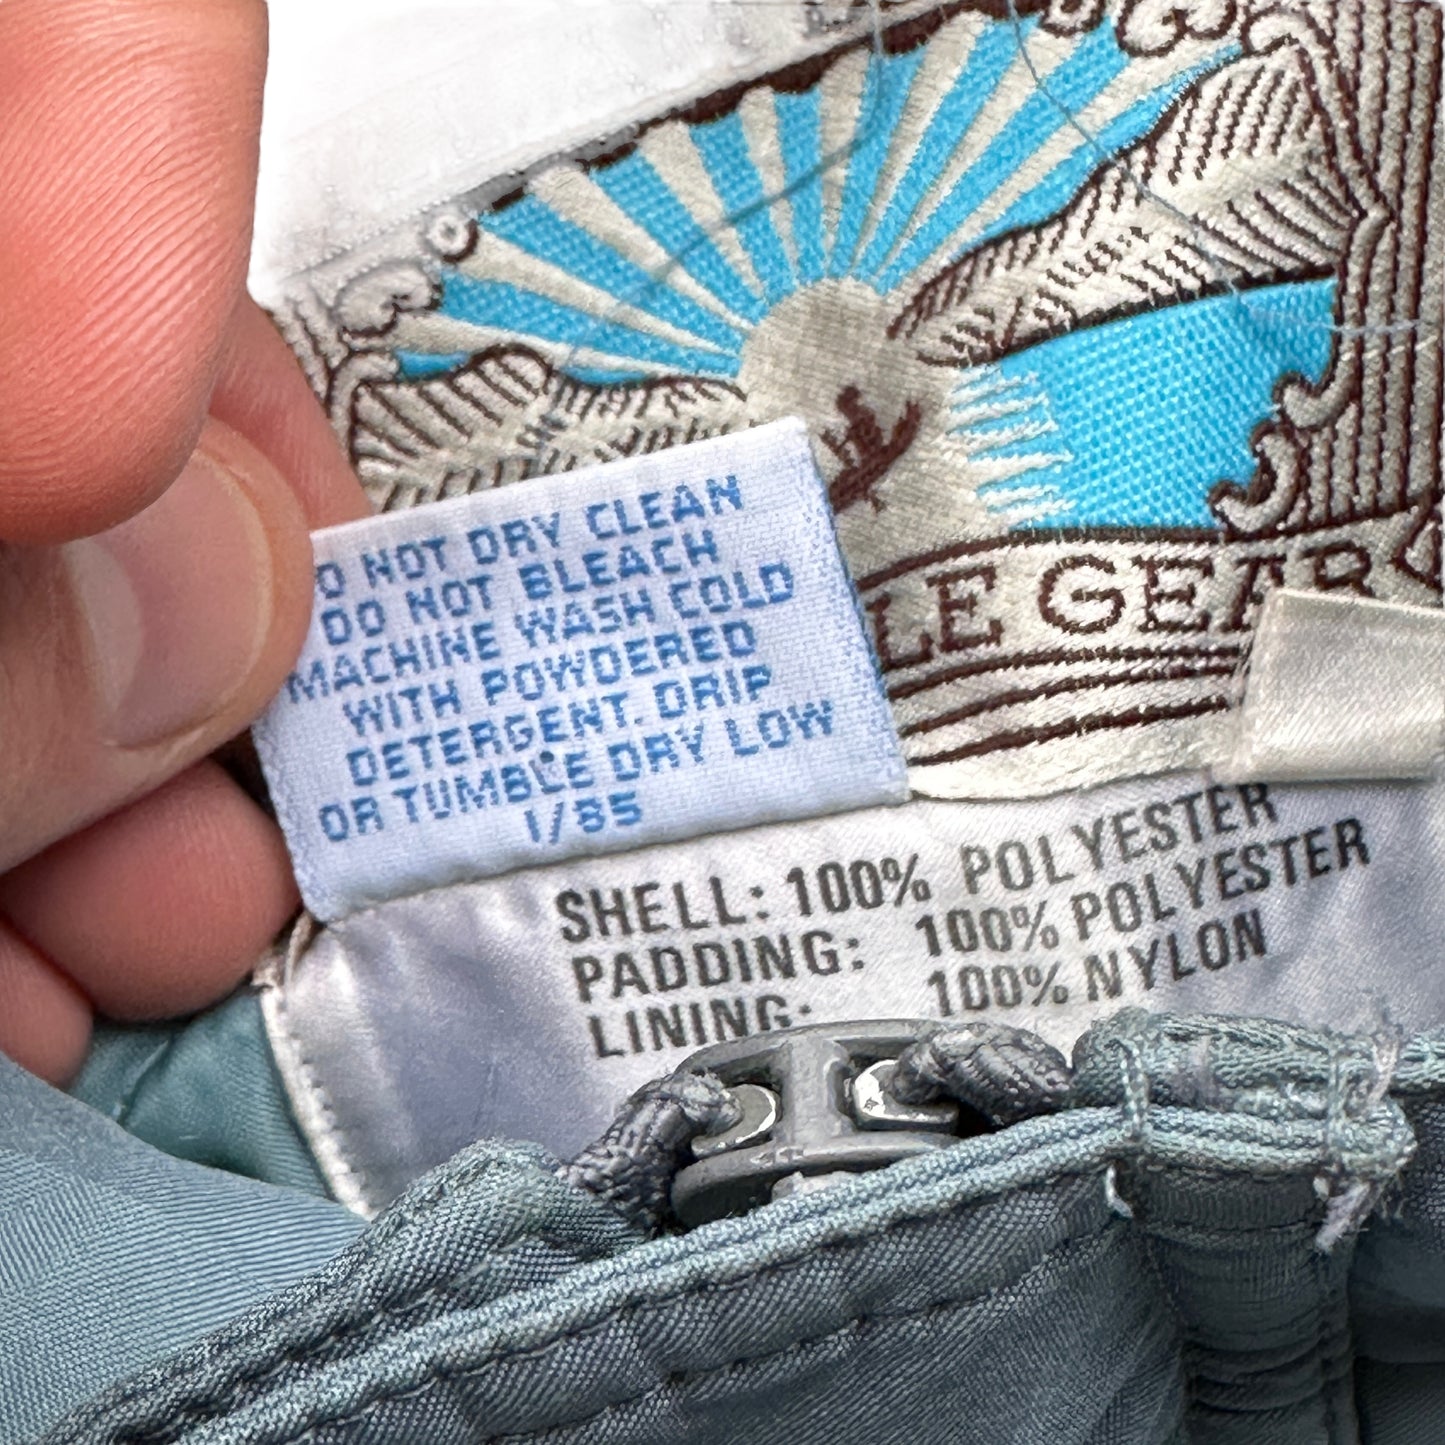 LE GEAR
O NOT DRY CLEAN
DO NOT BLEACH
MACHINE WASH COLD
WITH POWDERED
DETERGENT. DRIP
OR TUMBLE DRY LOW
1/85
SHELL: 100% POLYESTER
PADDING: 100% POLYESTER
LINING: 100% NYLON